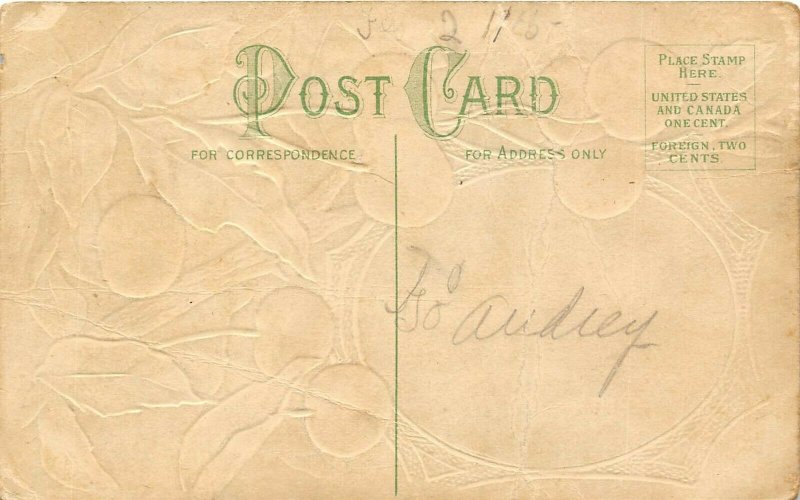 2
POST CARD
PLACE STAMP
HERE.
UNITED STATES
AND CANADA
ONE CENT.
FOREIGN, TWO
CENTS
FOR CORRESPONDENCE
FOR ADDRESS ONLY
To Audrey